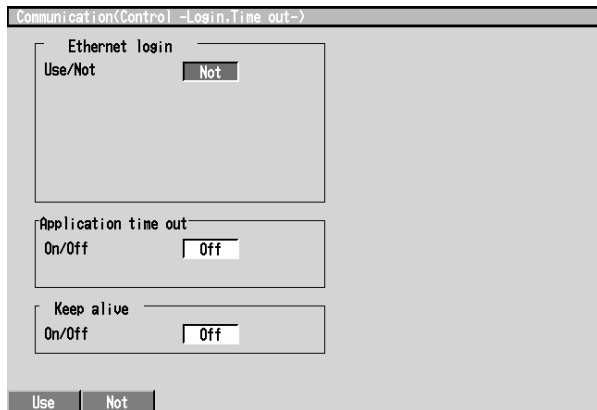 Communication(Control -Login,Time out-)
Ethernet login
Use/Not Not
Application time out
On/Off Off
Keep alive
On/Off Off
Use Not